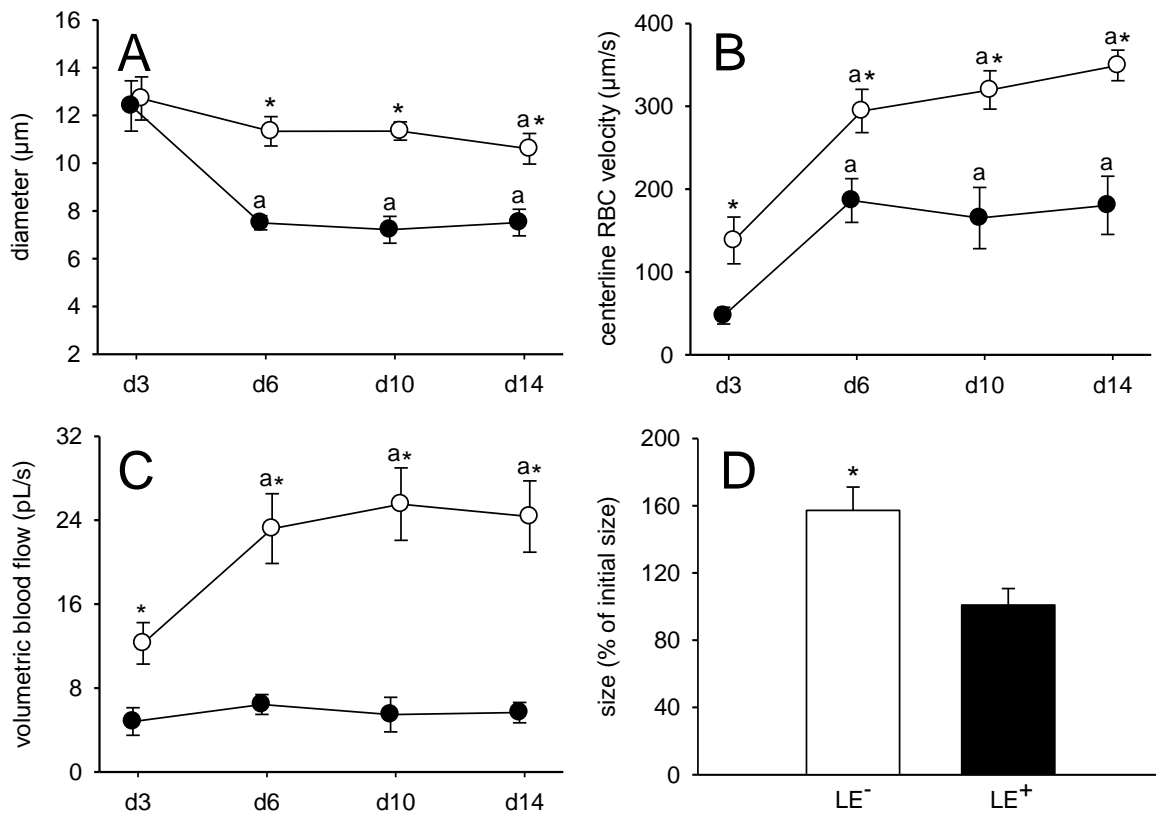 A
diameter (µm)
16
14
12
10
8
6
4
2
* * a*
a a a
d3 d6 d10 d14
B
centerline RBC velocity (µm/s)
400
300
200
100
0
* a* a* a*
a a a
d3 d6 d10 d14
C
volumetric blood flow (pL/s)
32
24
16
8
0
* a* a* a*
d3 d6 d10 d14
D
size (% of initial size)
200
160
120
80
40
0
*
LE⁻ LE⁺